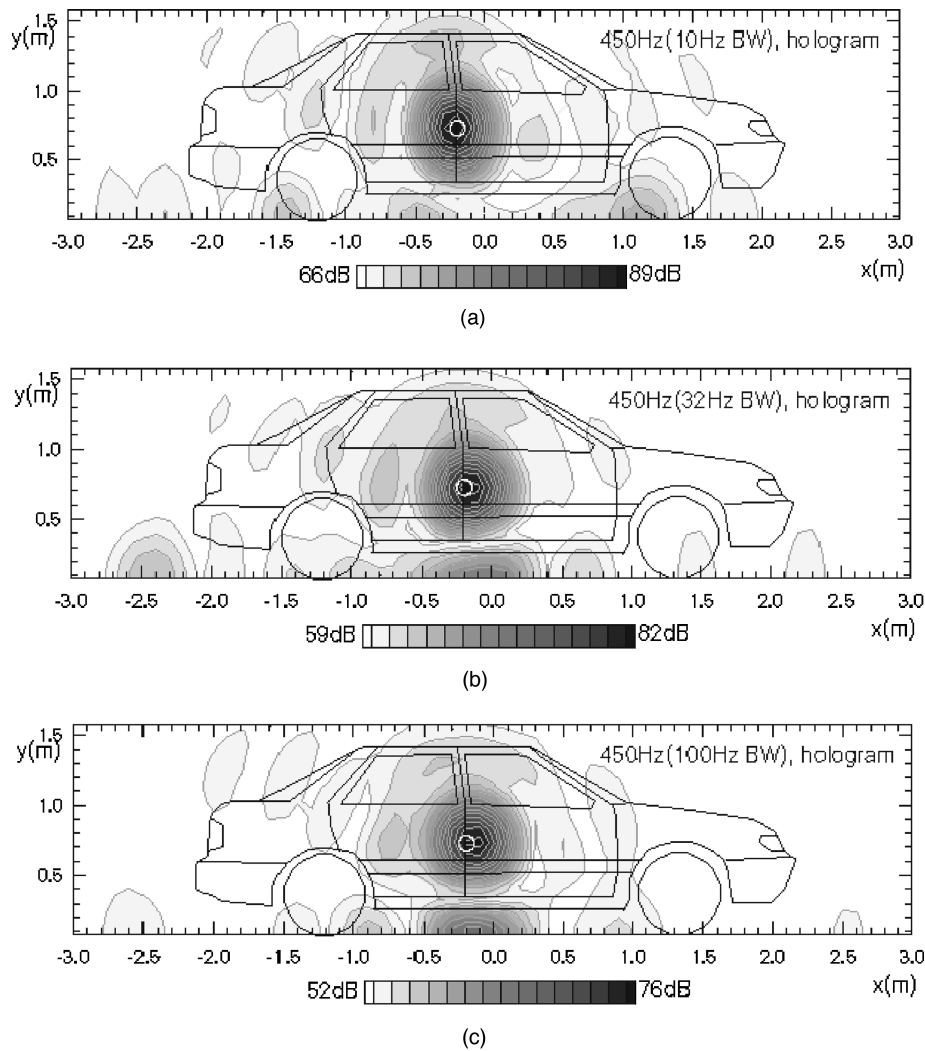 y(m)
1.5
1.0
0.5
450Hz(10Hz BW), hologram
-3.0 -2.5 -2.0 -1.5 -1.0 -0.5 0.0 0.5 1.0 1.5 2.0 2.5 3.0
66dB 89dB x(m)
(a)
y(m)
1.5
1.0
0.5
450Hz(32Hz BW), hologram
-3.0 -2.5 -2.0 -1.5 -1.0 -0.5 0.0 0.5 1.0 1.5 2.0 2.5 3.0
59dB 82dB x(m)
(b)
y(m)
1.5
1.0
0.5
450Hz(100Hz BW), hologram
-3.0 -2.5 -2.0 -1.5 -1.0 -0.5 0.0 0.5 1.0 1.5 2.0 2.5 3.0
52dB 76dB x(m)
(c)